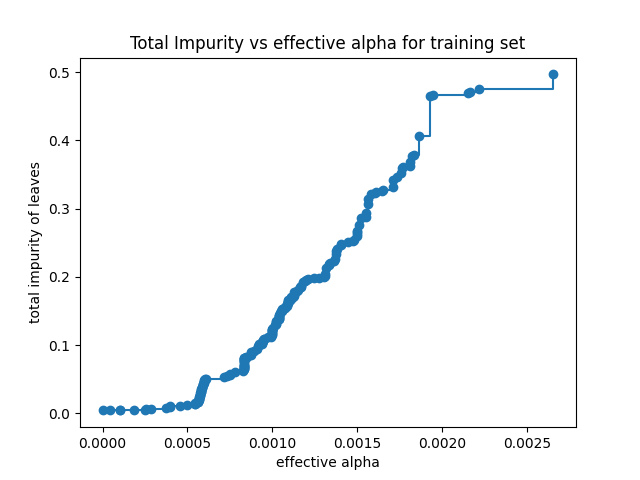 Total Impurity vs effective alpha for training set
total impurity of leaves
0.5
0.4
0.3
0.2
0.1
0.0
0.0000 0.0005 0.0010 0.0015 0.0020 0.0025
effective alpha